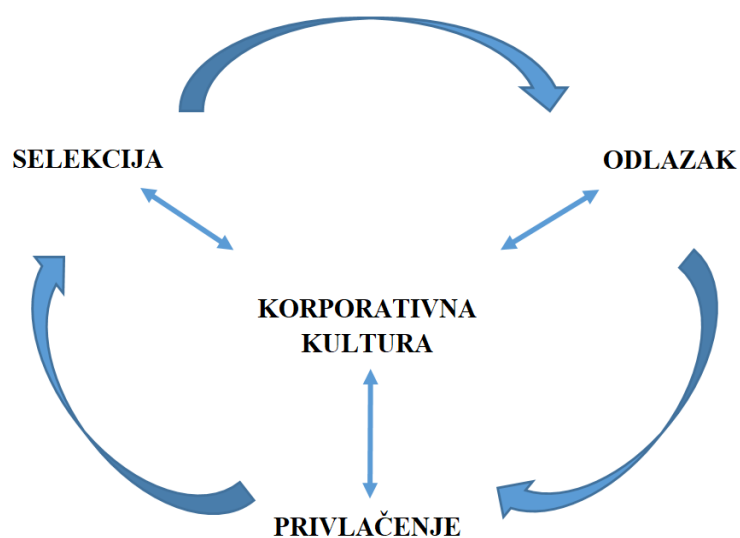 SELEKCIJA
ODLAZAK
KORPORATIVNA
KULTURA
PRIVLAČENJE